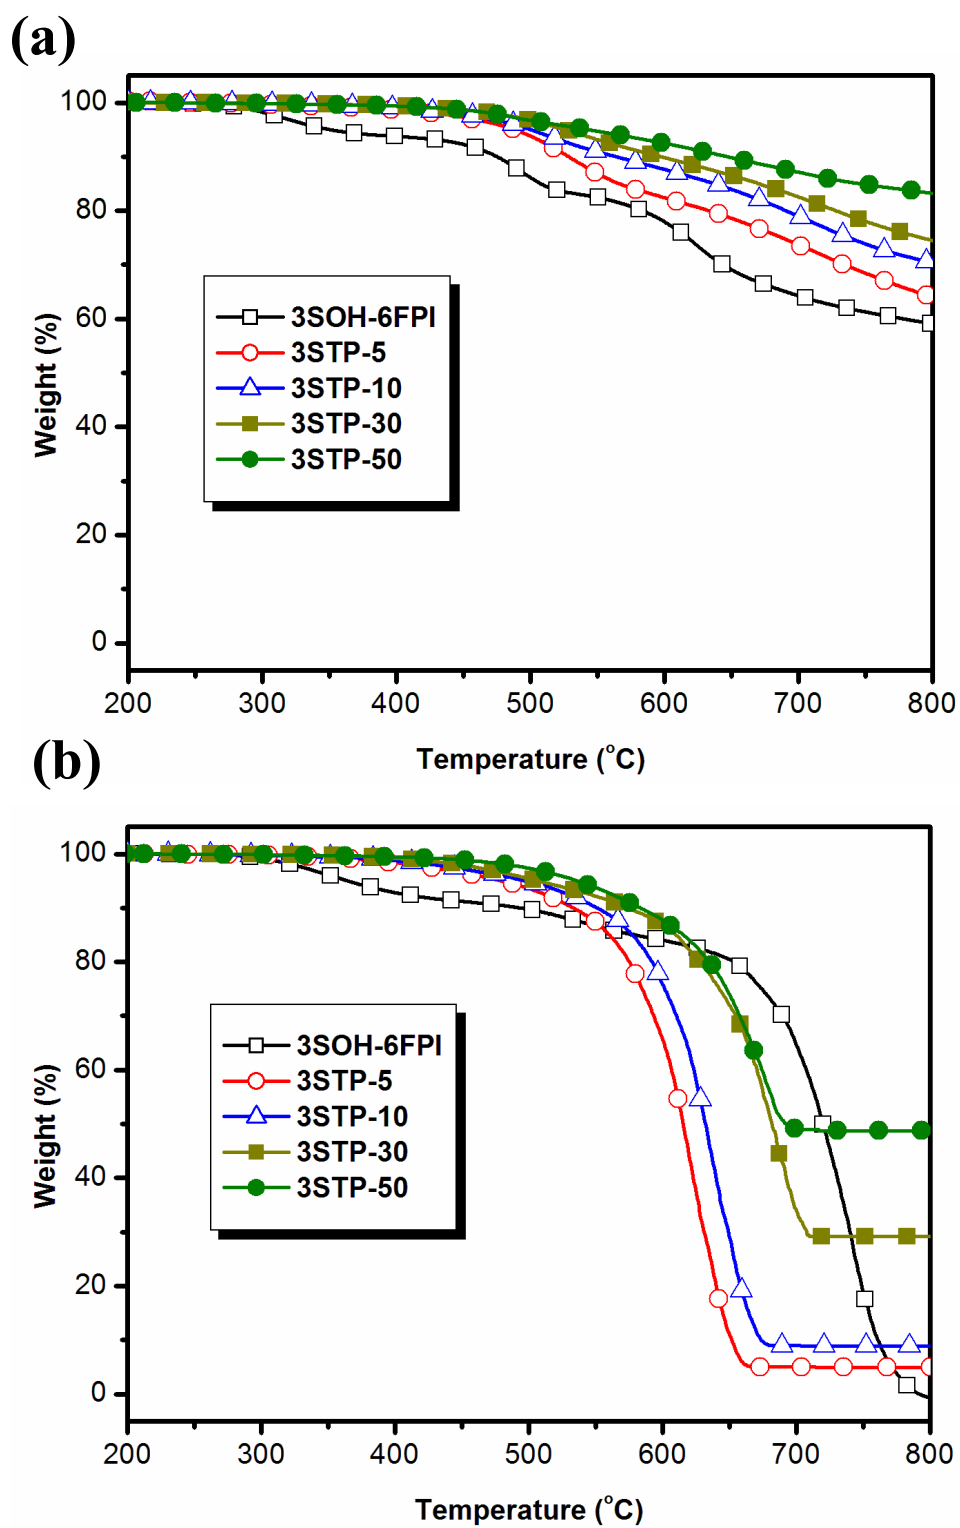 (a)
100
80
60
40
20
0
Weight (%)
3SOH-6FPI
3STP-5
3STP-10
3STP-30
3STP-50
200 300 400 500 600 700 800
Temperature (°C)
(b)
100
80
60
40
20
0
Weight (%)
3SOH-6FPI
3STP-5
3STP-10
3STP-30
3STP-50
200 300 400 500 600 700 800
Temperature (°C)